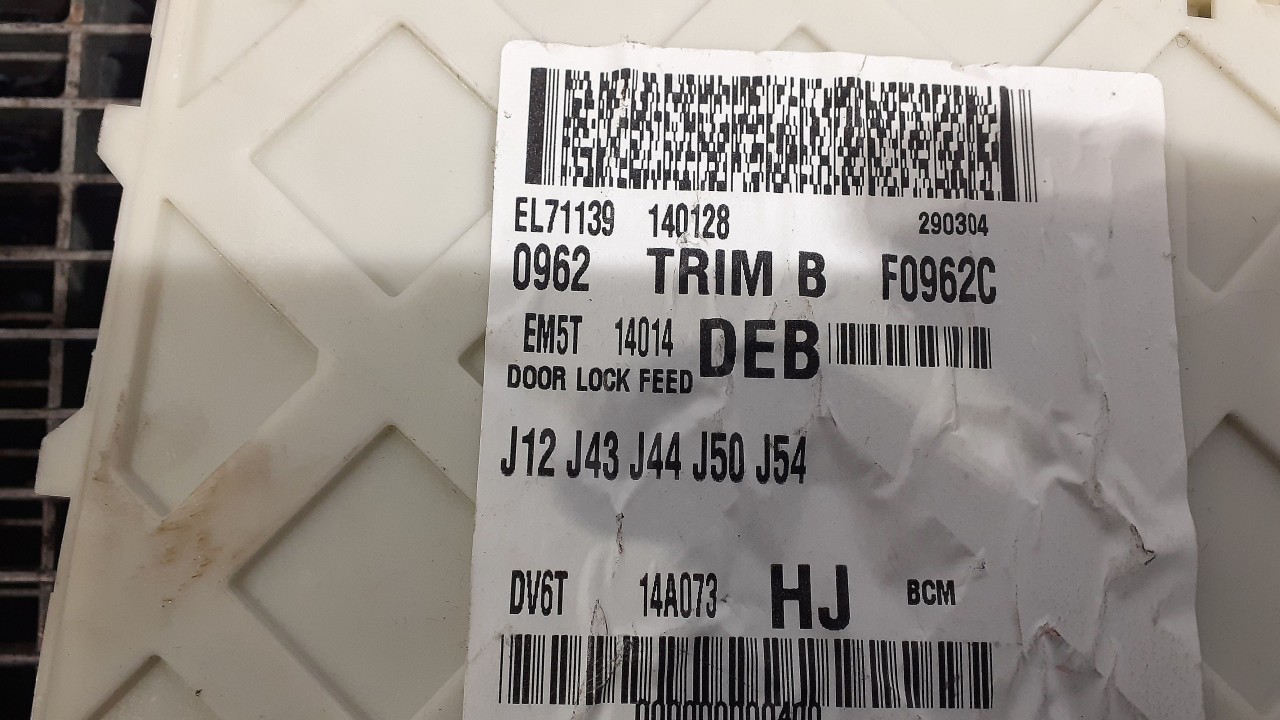 EL71139 140128 290304
0962 TRIM B F0962C
EM5T 14014 DEB
DOOR LOCK FEED
J12 J43 J44 J50 J54
DV6T 14A073 HJ BCM